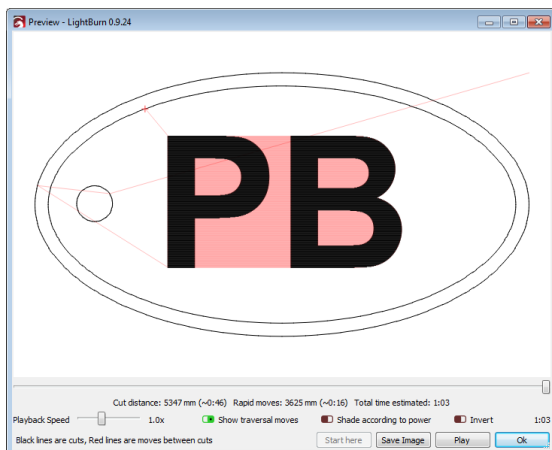 Preview - LightBurn 0.9.24
PB
Cut distance: 5347 mm (~0:46) Rapid moves: 3625 mm (~0:16) Total time estimated: 1:03
Playback Speed 1.0x Show traversal moves Shade according to power Invert 1:03
Black lines are cuts, Red lines are moves between cuts Start here Save Image Play Ok